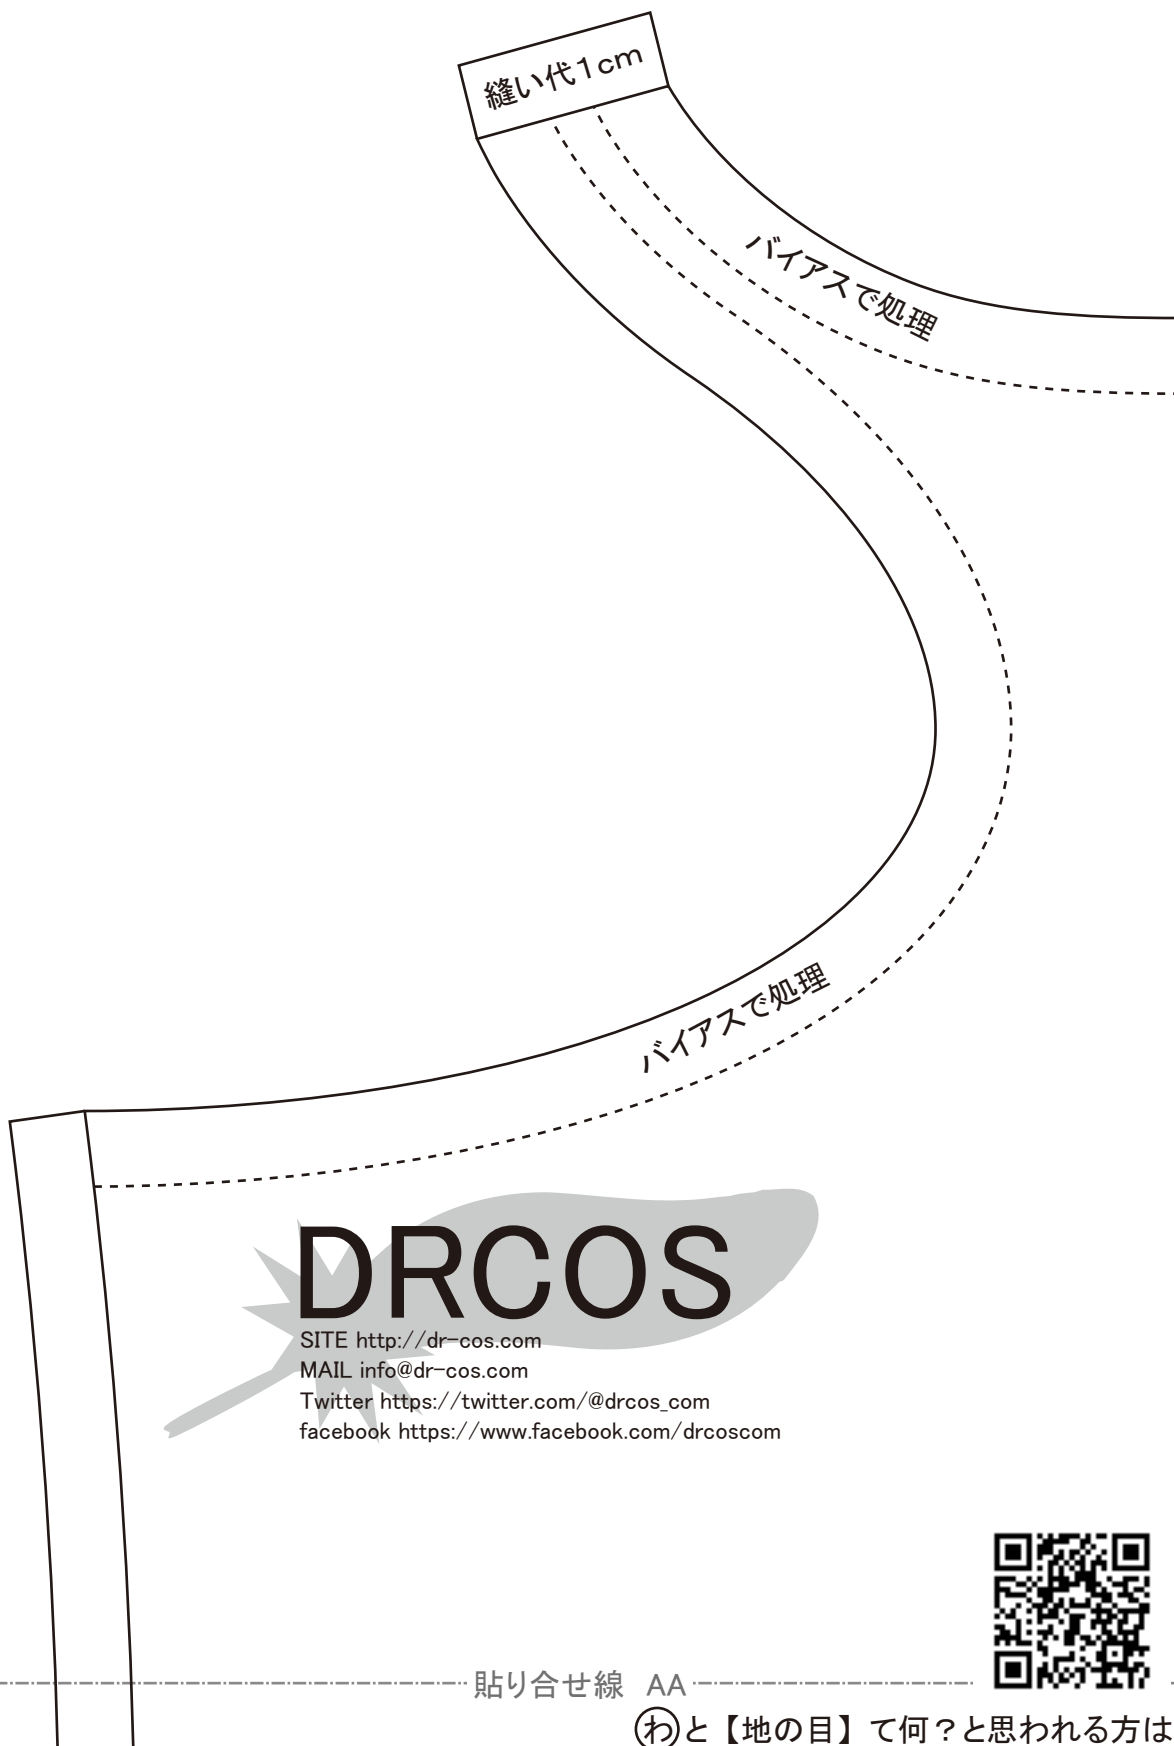 縫い代1cm
バイアスで処理
バイアスで処理
DRCOS
SITE http://dr-cos.com
MAIL info@dr-cos.com
Twitter https://twitter.com/@drcos_com
facebook https://www.facebook.com/drcoscom
貼り合せ線 AA
わと【地の目】て何？と思われる方は